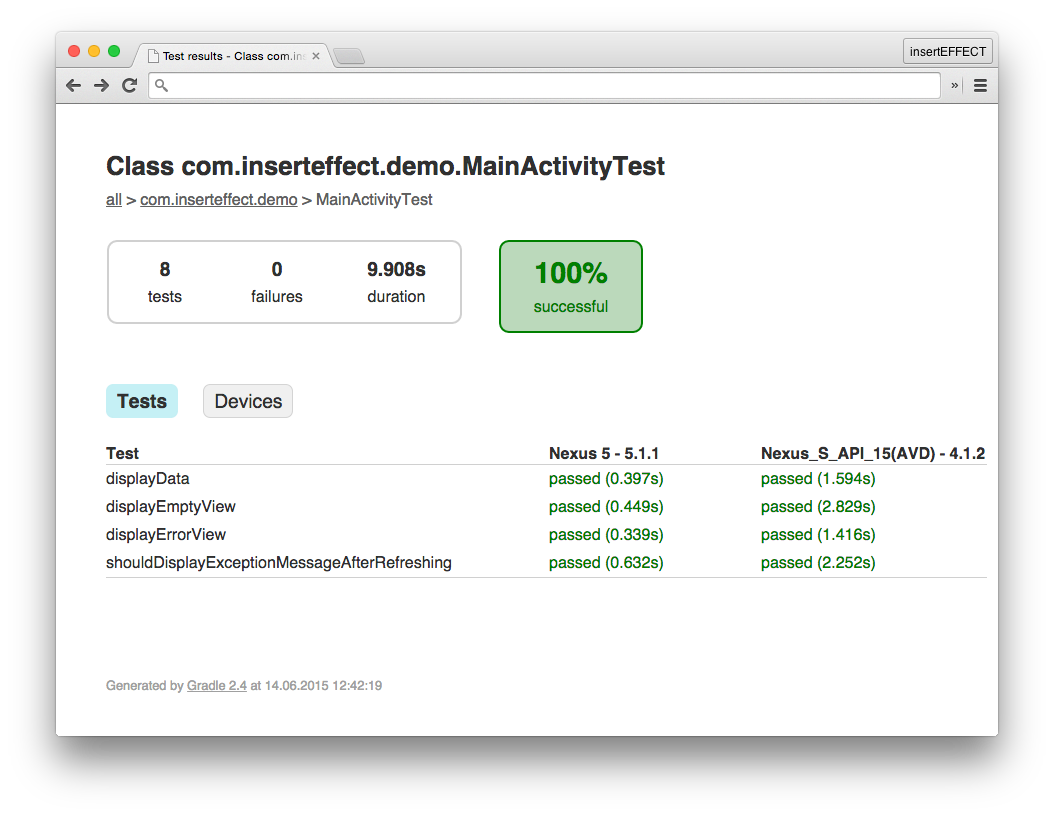 Test results - Class com.in
insertEFFECT
»
Class com.inserteffect.demo.MainActivityTest
all > com.inserteffect.demo > MainActivityTest
8 0 9.908s 100%
tests failures duration successful
Tests Devices
Test Nexus 5 - 5.1.1 Nexus_S_API_15(AVD) - 4.1.2
displayData passed (0.397s) passed (1.594s)
displayEmptyView passed (0.449s) passed (2.829s)
displayErrorView passed (0.339s) passed (1.416s)
shouldDisplayExceptionMessageAfterRefreshing passed (0.632s) passed (2.252s)
Generated by Gradle 2.4 at 14.06.2015 12:42:19